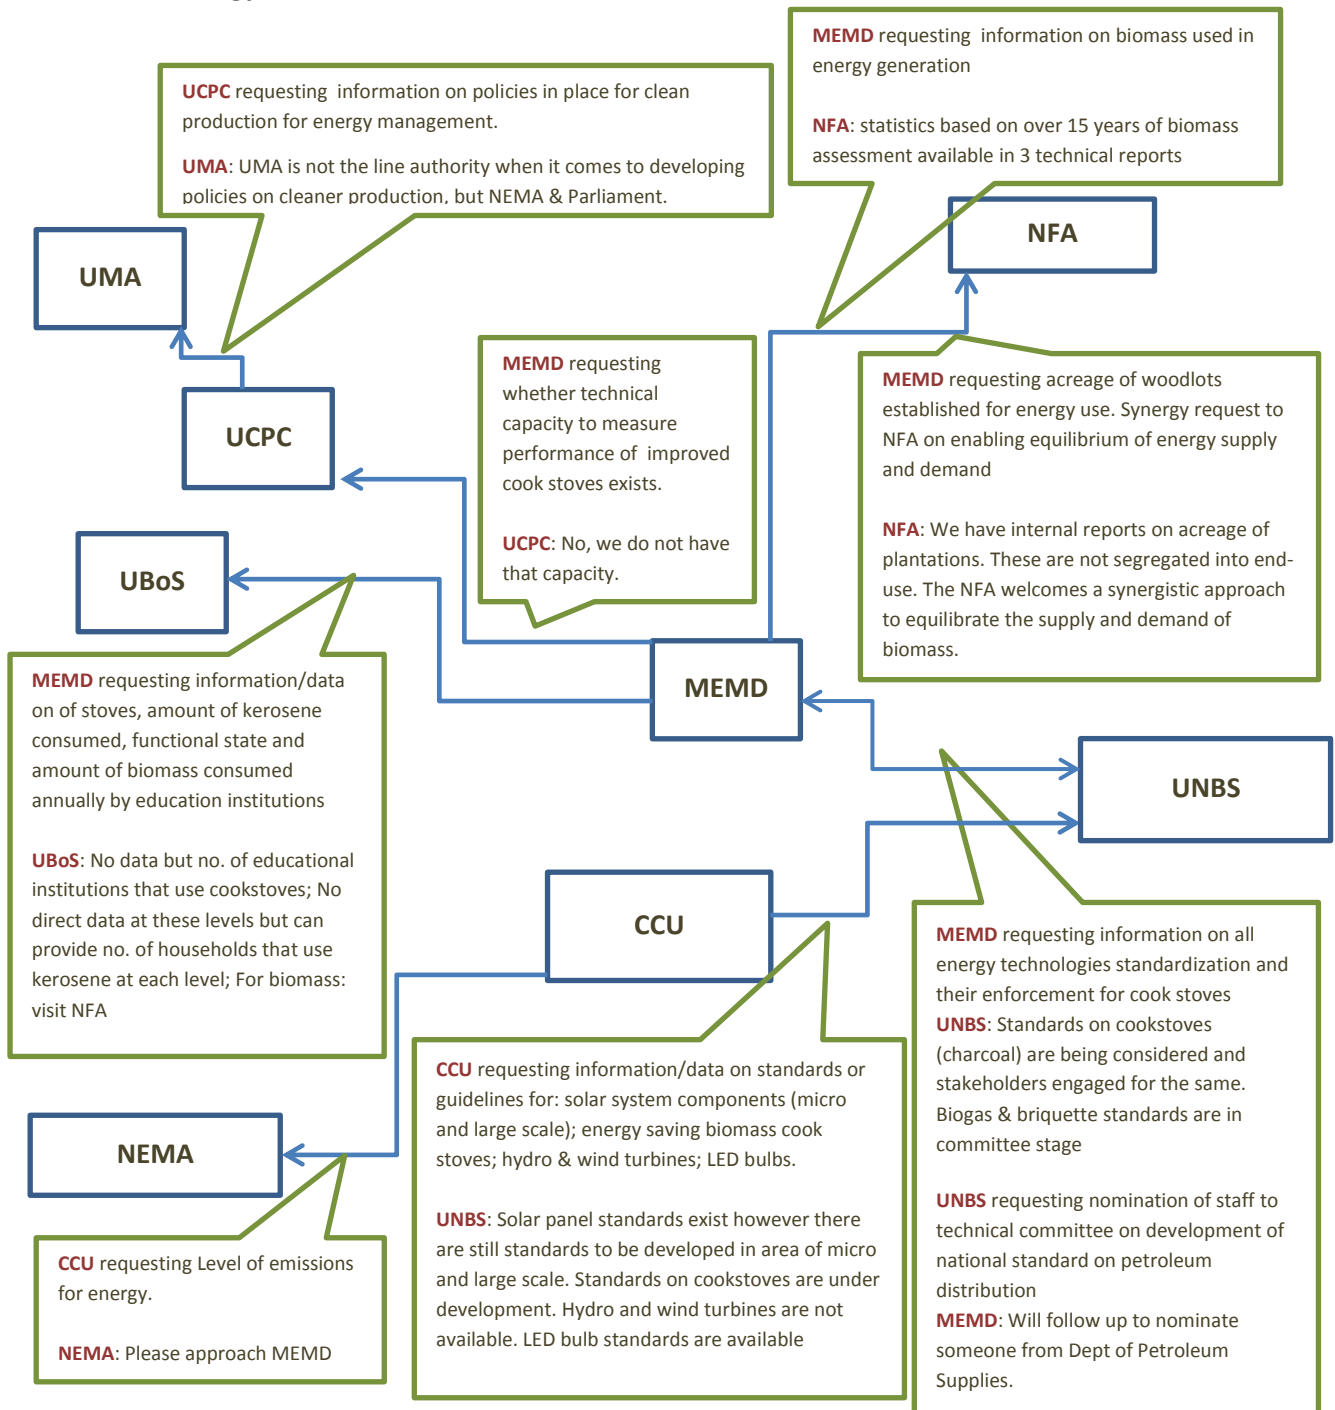 MEMD requesting  information on biomass used in
energy generation
NFA: statistics based on over 15 years of biomass
assessment available in 3 technical reports
UCPC requesting  information on policies in place for clean
production for energy management.
UMA: UMA is not the line authority when it comes to developing
policies on cleaner production, but NEMA & Parliament.
NFA
UMA
MEMD requesting
whether technical
capacity to measure
performance of  improved
cook stoves exists.
UCPC: No, we do not have
that capacity.
MEMD requesting acreage of woodlots
established for energy use. Synergy request to
NFA on enabling equilibrium of energy supply
and demand
NFA: We have internal reports on acreage of
plantations. These are not segregated into end-
use. The NFA welcomes a synergistic approach
to equilibrate the supply and demand of
biomass.
UCPC
UBoS
MEMD
MEMD requesting information/data
on of stoves, amount of kerosene
consumed, functional state and
amount of biomass consumed
annually by education institutions
UBoS: No data but no. of educational
institutions that use cookstoves; No
direct data at these levels but can
provide no. of households that use
kerosene at each level; For biomass:
visit NFA
UNBS
CCU
MEMD requesting information on all
energy technologies standardization and
their enforcement for cook stoves
UNBS: Standards on cookstoves
(charcoal) are being considered and
stakeholders engaged for the same.
Biogas & briquette standards are in
committee stage
UNBS requesting nomination of staff to
technical committee on development of
national standard on petroleum
distribution
MEMD: Will follow up to nominate
someone from Dept of Petroleum
Supplies.
CCU requesting information/data on standards or
guidelines for: solar system components (micro
and large scale); energy saving biomass cook
stoves; hydro & wind turbines; LED bulbs.
UNBS: Solar panel standards exist however there
are still standards to be developed in area of micro
and large scale. Standards on cookstoves are under
development. Hydro and wind turbines are not
available. LED bulb standards are available
NEMA
CCU requesting Level of emissions
for energy.
NEMA: Please approach MEMD